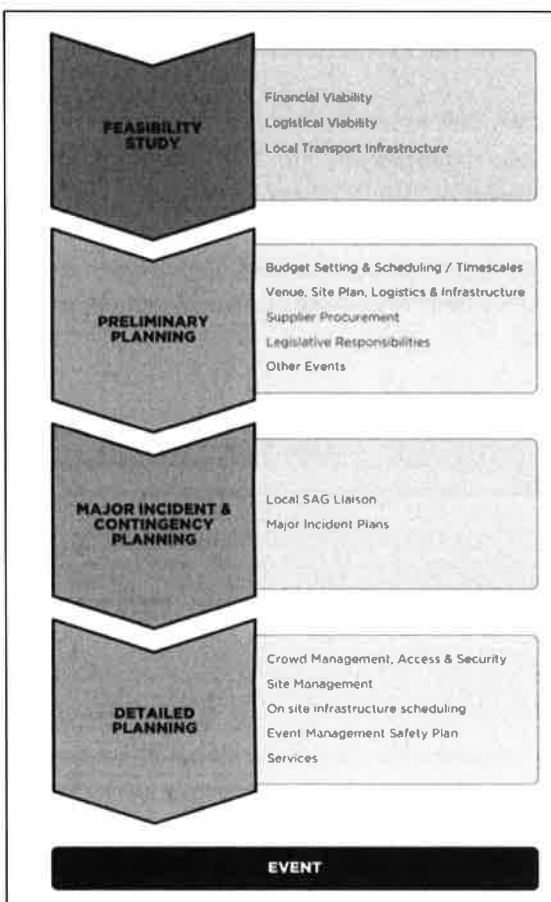 FEASIBILITY
STUDY
Financial Viability
Logistical Viability
Local Transport Infrastructure
PRELIMINARY
PLANNING
Budget Setting & Scheduling / Timescales
Venue, Site Plan, Logistics & Infrastructure
Supplier Procurement
Legislative Responsibilities
Other Events
MAJOR INCIDENT &
CONTINGENCY
PLANNING
Local SAG Liaison
Major Incident Plans
DETAILED
PLANNING
Crowd Management, Access & Security
Site Management
On site infrastructure scheduling
Event Management Safety Plan
Services
EVENT